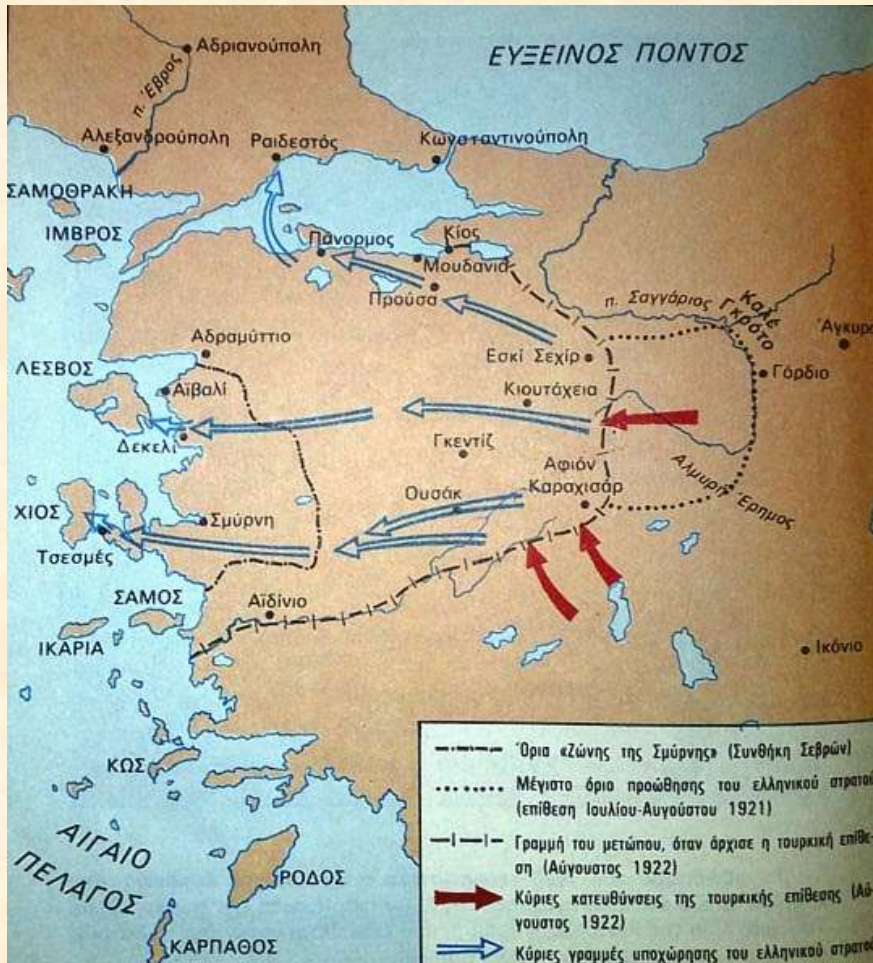 Αδριανούπολη
ΕΥΞΕΙΝΟΣ ΠΟΝΤΟΣ
π. Έβρος
Αλεξανδρούπολη
Ραιδεστός
Κωνσταντινούπολη
ΣΑΜΟΘΡΑΚΗ
ΙΜΒΡΟΣ
Πάνορμος
Κίος
Μουδανιά
Προύσα
π. Σαγγάριος
Καλέ
Γκρότο
Άγκυρα
Αδραμύττιο
Εσκί Σεχίρ
Γόρδιο
ΛΕΣΒΟΣ
Αϊβαλί
Κιουτάχεια
Δεκελί
Γκεντίζ
Αφιόν
Καραχισάρ
Αλμυρή Έρημος
Ουσάκ
ΧΙΟΣ
Σμύρνη
Τσεσμές
ΣΑΜΟΣ
Αϊδίνιο
ΙΚΑΡΙΑ
Ικόνιο
ΚΩΣ
ΑΙΓΑΙΟ
ΠΕΛΑΓΟΣ
ΡΟΔΟΣ
ΚΑΡΠΑΘΟΣ
Όρια «Ζώνης της Σμύρνης» (Συνθήκη Σεβρών)
Μέγιστο όριο προώθησης του ελληνικού στρατού
(επίθεση Ιουλίου-Αυγούστου 1921)
Γραμμή του μετώπου, όταν άρχισε η τουρκική επίθε-
ση (Αύγουστος 1922)
Κύριες κατευθύνσεις της τουρκικής επίθεσης (Αύ-
γουστος 1922)
Κύριες γραμμές υποχώρησης του ελληνικού στρατού